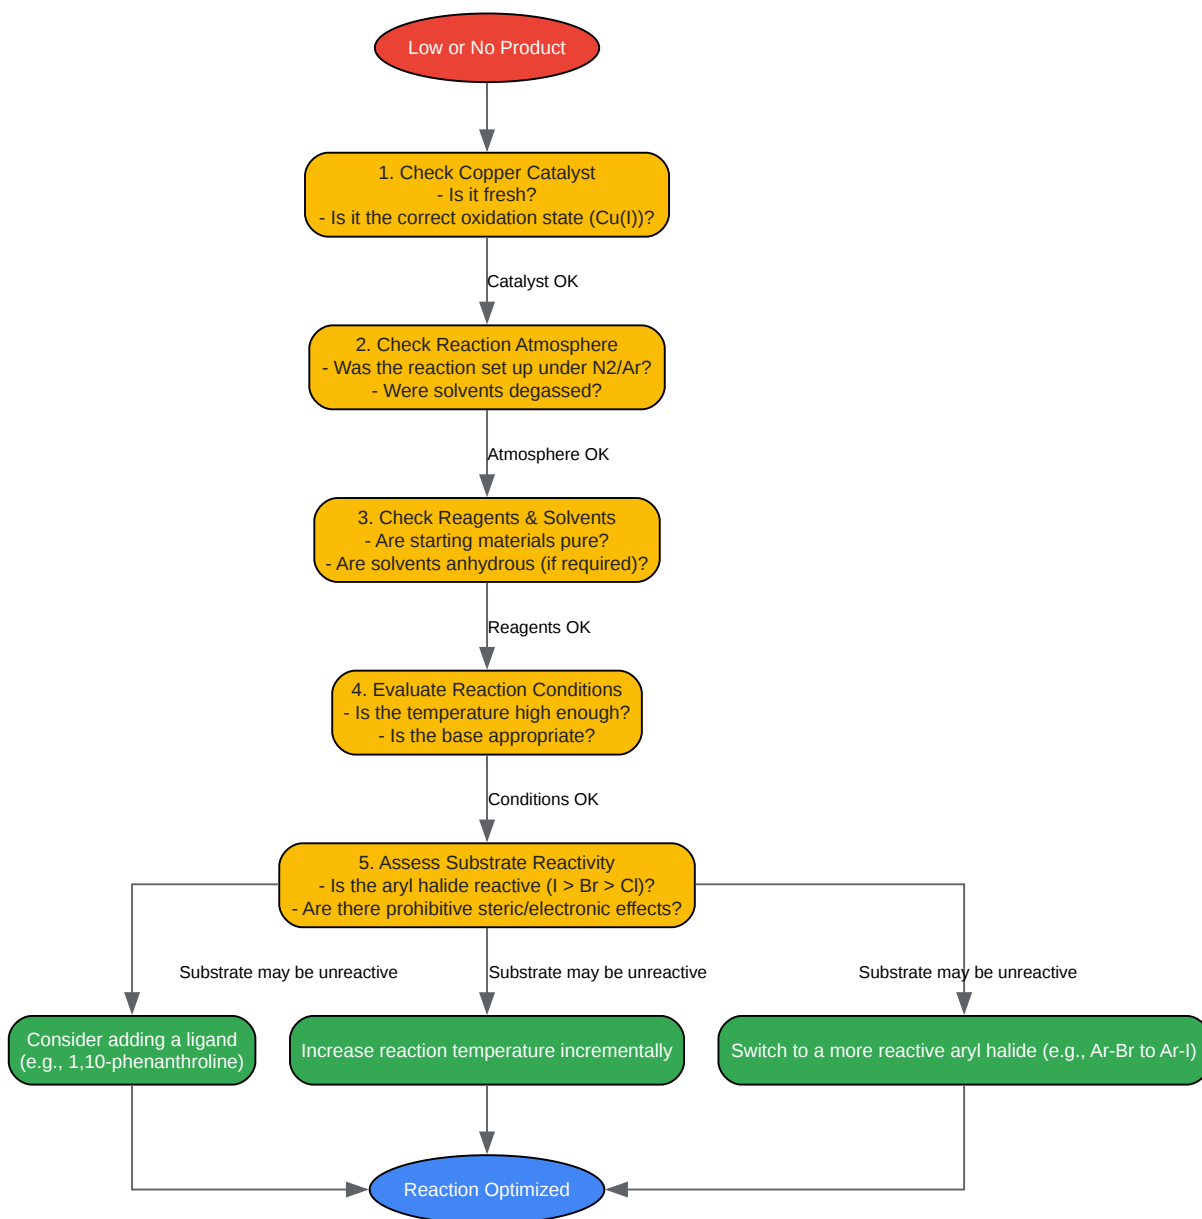 Low or No Product
1. Check Copper Catalyst
- Is it fresh?
- Is it the correct oxidation state (Cu(I))?
Catalyst OK
2. Check Reaction Atmosphere
- Was the reaction set up under N2/Ar?
- Were solvents degassed?
Atmosphere OK
3. Check Reagents & Solvents
- Are starting materials pure?
- Are solvents anhydrous (if required)?
Reagents OK
4. Evaluate Reaction Conditions
- Is the temperature high enough?
- Is the base appropriate?
Conditions OK
5. Assess Substrate Reactivity
- Is the aryl halide reactive (I > Br > Cl)?
- Are there prohibitive steric/electronic effects?
Substrate may be unreactive
Substrate may be unreactive
Substrate may be unreactive
Consider adding a ligand
(e.g., 1,10-phenanthroline)
Increase reaction temperature incrementally
Switch to a more reactive aryl halide (e.g., Ar-Br to Ar-I)
Reaction Optimized